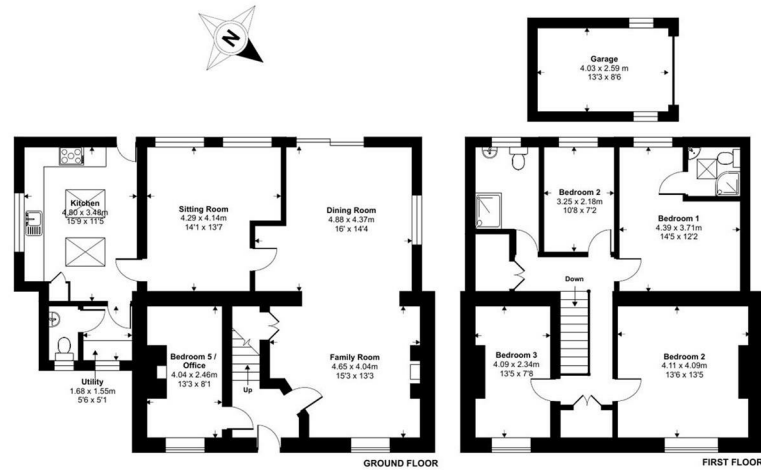 N
Garage
4.03 x 2.59 m
13'3 x 8'6
Kitchen
4.80 x 3.48m
15'9 x 11'5
Sitting Room
4.29 x 4.14m
14'1 x 13'7
Dining Room
4.88 x 4.37m
16' x 14'4
Bedroom 5 /
Office
4.04 x 2.46m
13'3 x 8'1
Up
Family Room
4.65 x 4.04m
15'3 x 13'3
Utility
1.68 x 1.55m
5'6 x 5'1
GROUND FLOOR
Bedroom 2
3.25 x 2.18m
10'8 x 7'2
Bedroom 1
4.39 x 3.71m
14'5 x 12'2
Down
Bedroom 3
4.09 x 2.34m
13'5 x 7'8
Bedroom 2
4.11 x 4.09m
13'6 x 13'5
FIRST FLOOR